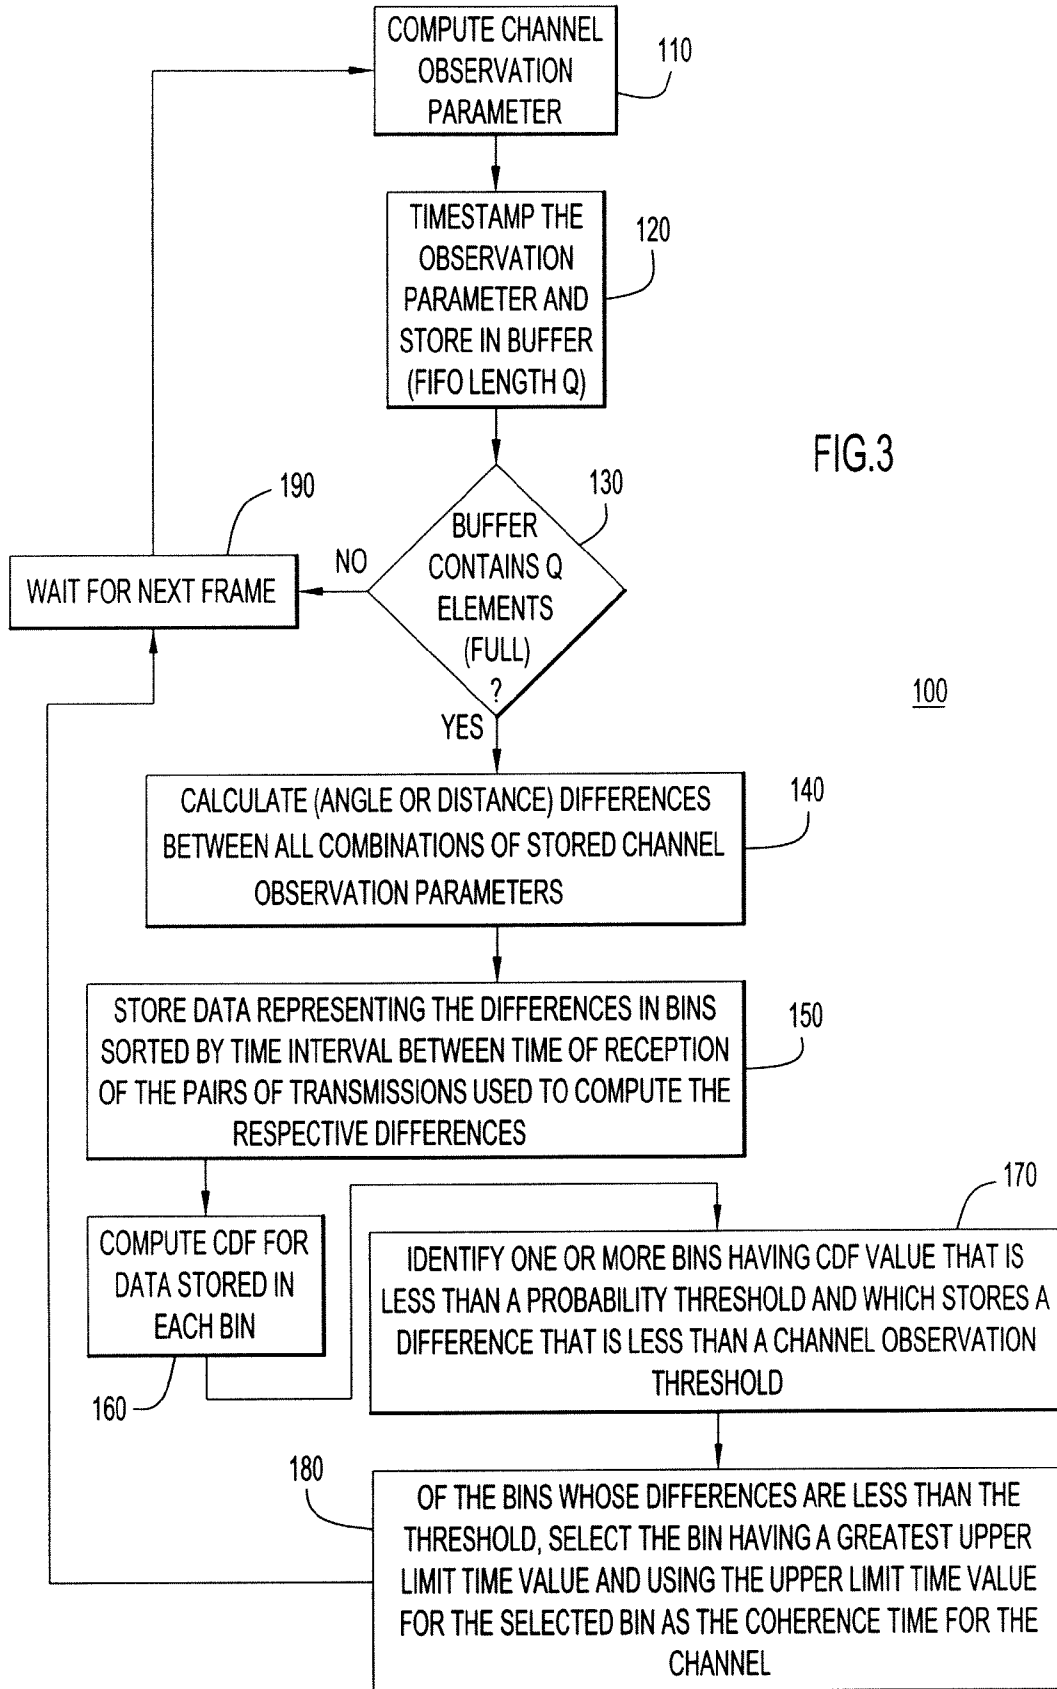 COMPUTE CHANNEL
OBSERVATION
PARAMETER
110
TIMESTAMP THE
OBSERVATION
PARAMETER AND
STORE IN BUFFER
(FIFO LENGTH Q)
120
FIG.3
BUFFER
CONTAINS Q
ELEMENTS
(FULL)
?
130
NO
YES
190
WAIT FOR NEXT FRAME
100
CALCULATE (ANGLE OR DISTANCE) DIFFERENCES
BETWEEN ALL COMBINATIONS OF STORED CHANNEL
OBSERVATION PARAMETERS
140
STORE DATA REPRESENTING THE DIFFERENCES IN BINS
SORTED BY TIME INTERVAL BETWEEN TIME OF RECEPTION
OF THE PAIRS OF TRANSMISSIONS USED TO COMPUTE THE
RESPECTIVE DIFFERENCES
150
COMPUTE CDF FOR
DATA STORED IN
EACH BIN
160
170
IDENTIFY ONE OR MORE BINS HAVING CDF VALUE THAT IS
LESS THAN A PROBABILITY THRESHOLD AND WHICH STORES A
DIFFERENCE THAT IS LESS THAN A CHANNEL OBSERVATION
THRESHOLD
180
OF THE BINS WHOSE DIFFERENCES ARE LESS THAN THE
THRESHOLD, SELECT THE BIN HAVING A GREATEST UPPER
LIMIT TIME VALUE AND USING THE UPPER LIMIT TIME VALUE
FOR THE SELECTED BIN AS THE COHERENCE TIME FOR THE
CHANNEL